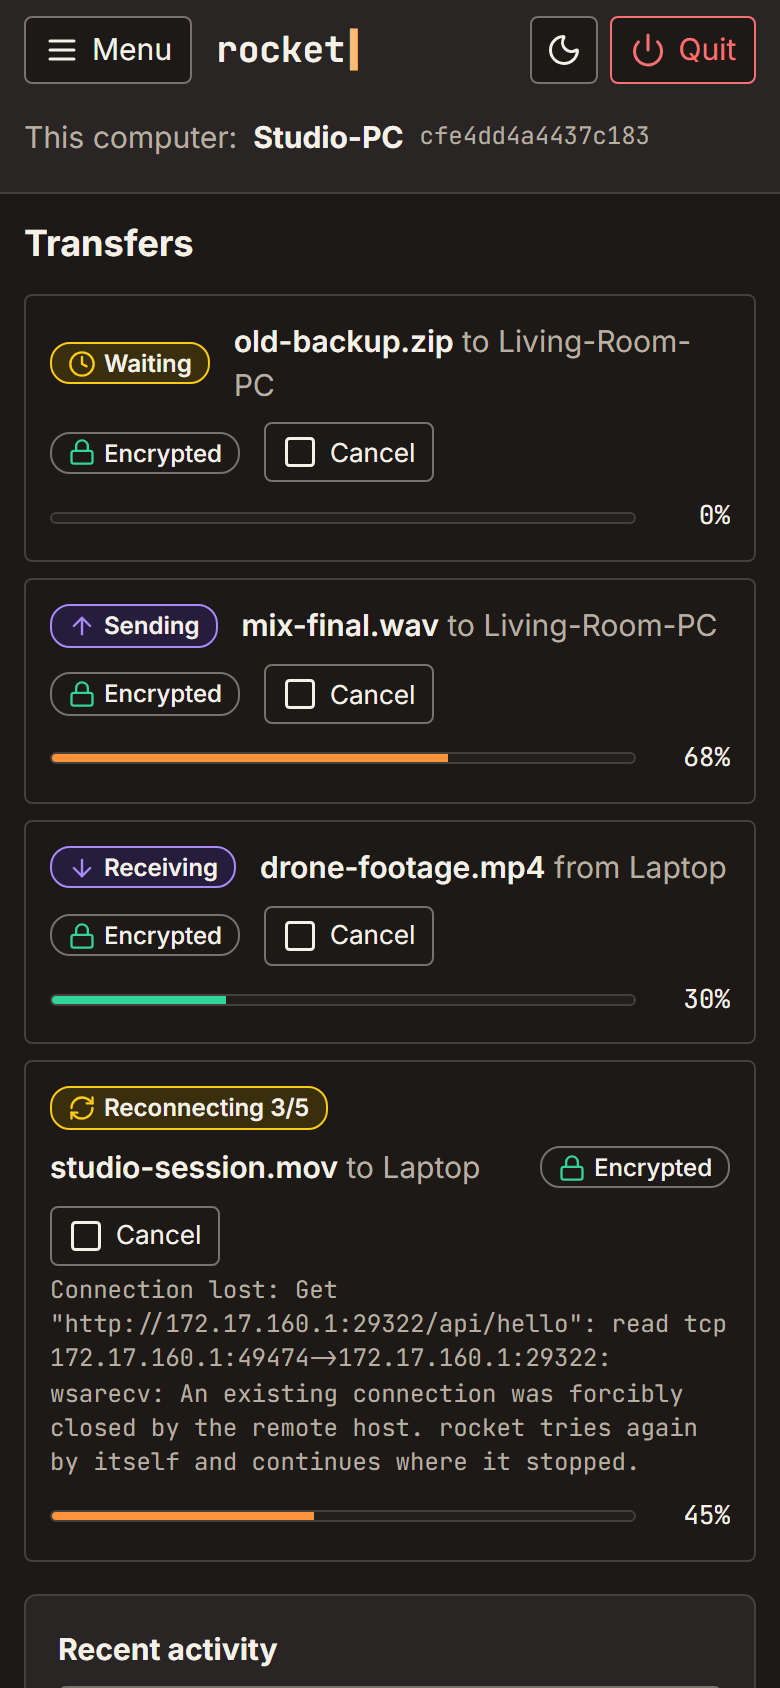 Menu rocket Quit
This computer: Studio-PC cfe4dd4a4437c183
Transfers
Waiting old-backup.zip to Living-Room-
PC
Encrypted Cancel
0%
Sending mix-final.wav to Living-Room-PC
Encrypted Cancel
68%
Receiving drone-footage.mp4 from Laptop
Encrypted Cancel
30%
Reconnecting 3/5
studio-session.mov to Laptop Encrypted
Cancel
Connection lost: Get
"http://172.17.160.1:29322/api/hello": read tcp
172.17.160.1:49474->172.17.160.1:29322:
wsarecv: An existing connection was forcibly
closed by the remote host. rocket tries again
by itself and continues where it stopped.
45%
Recent activity